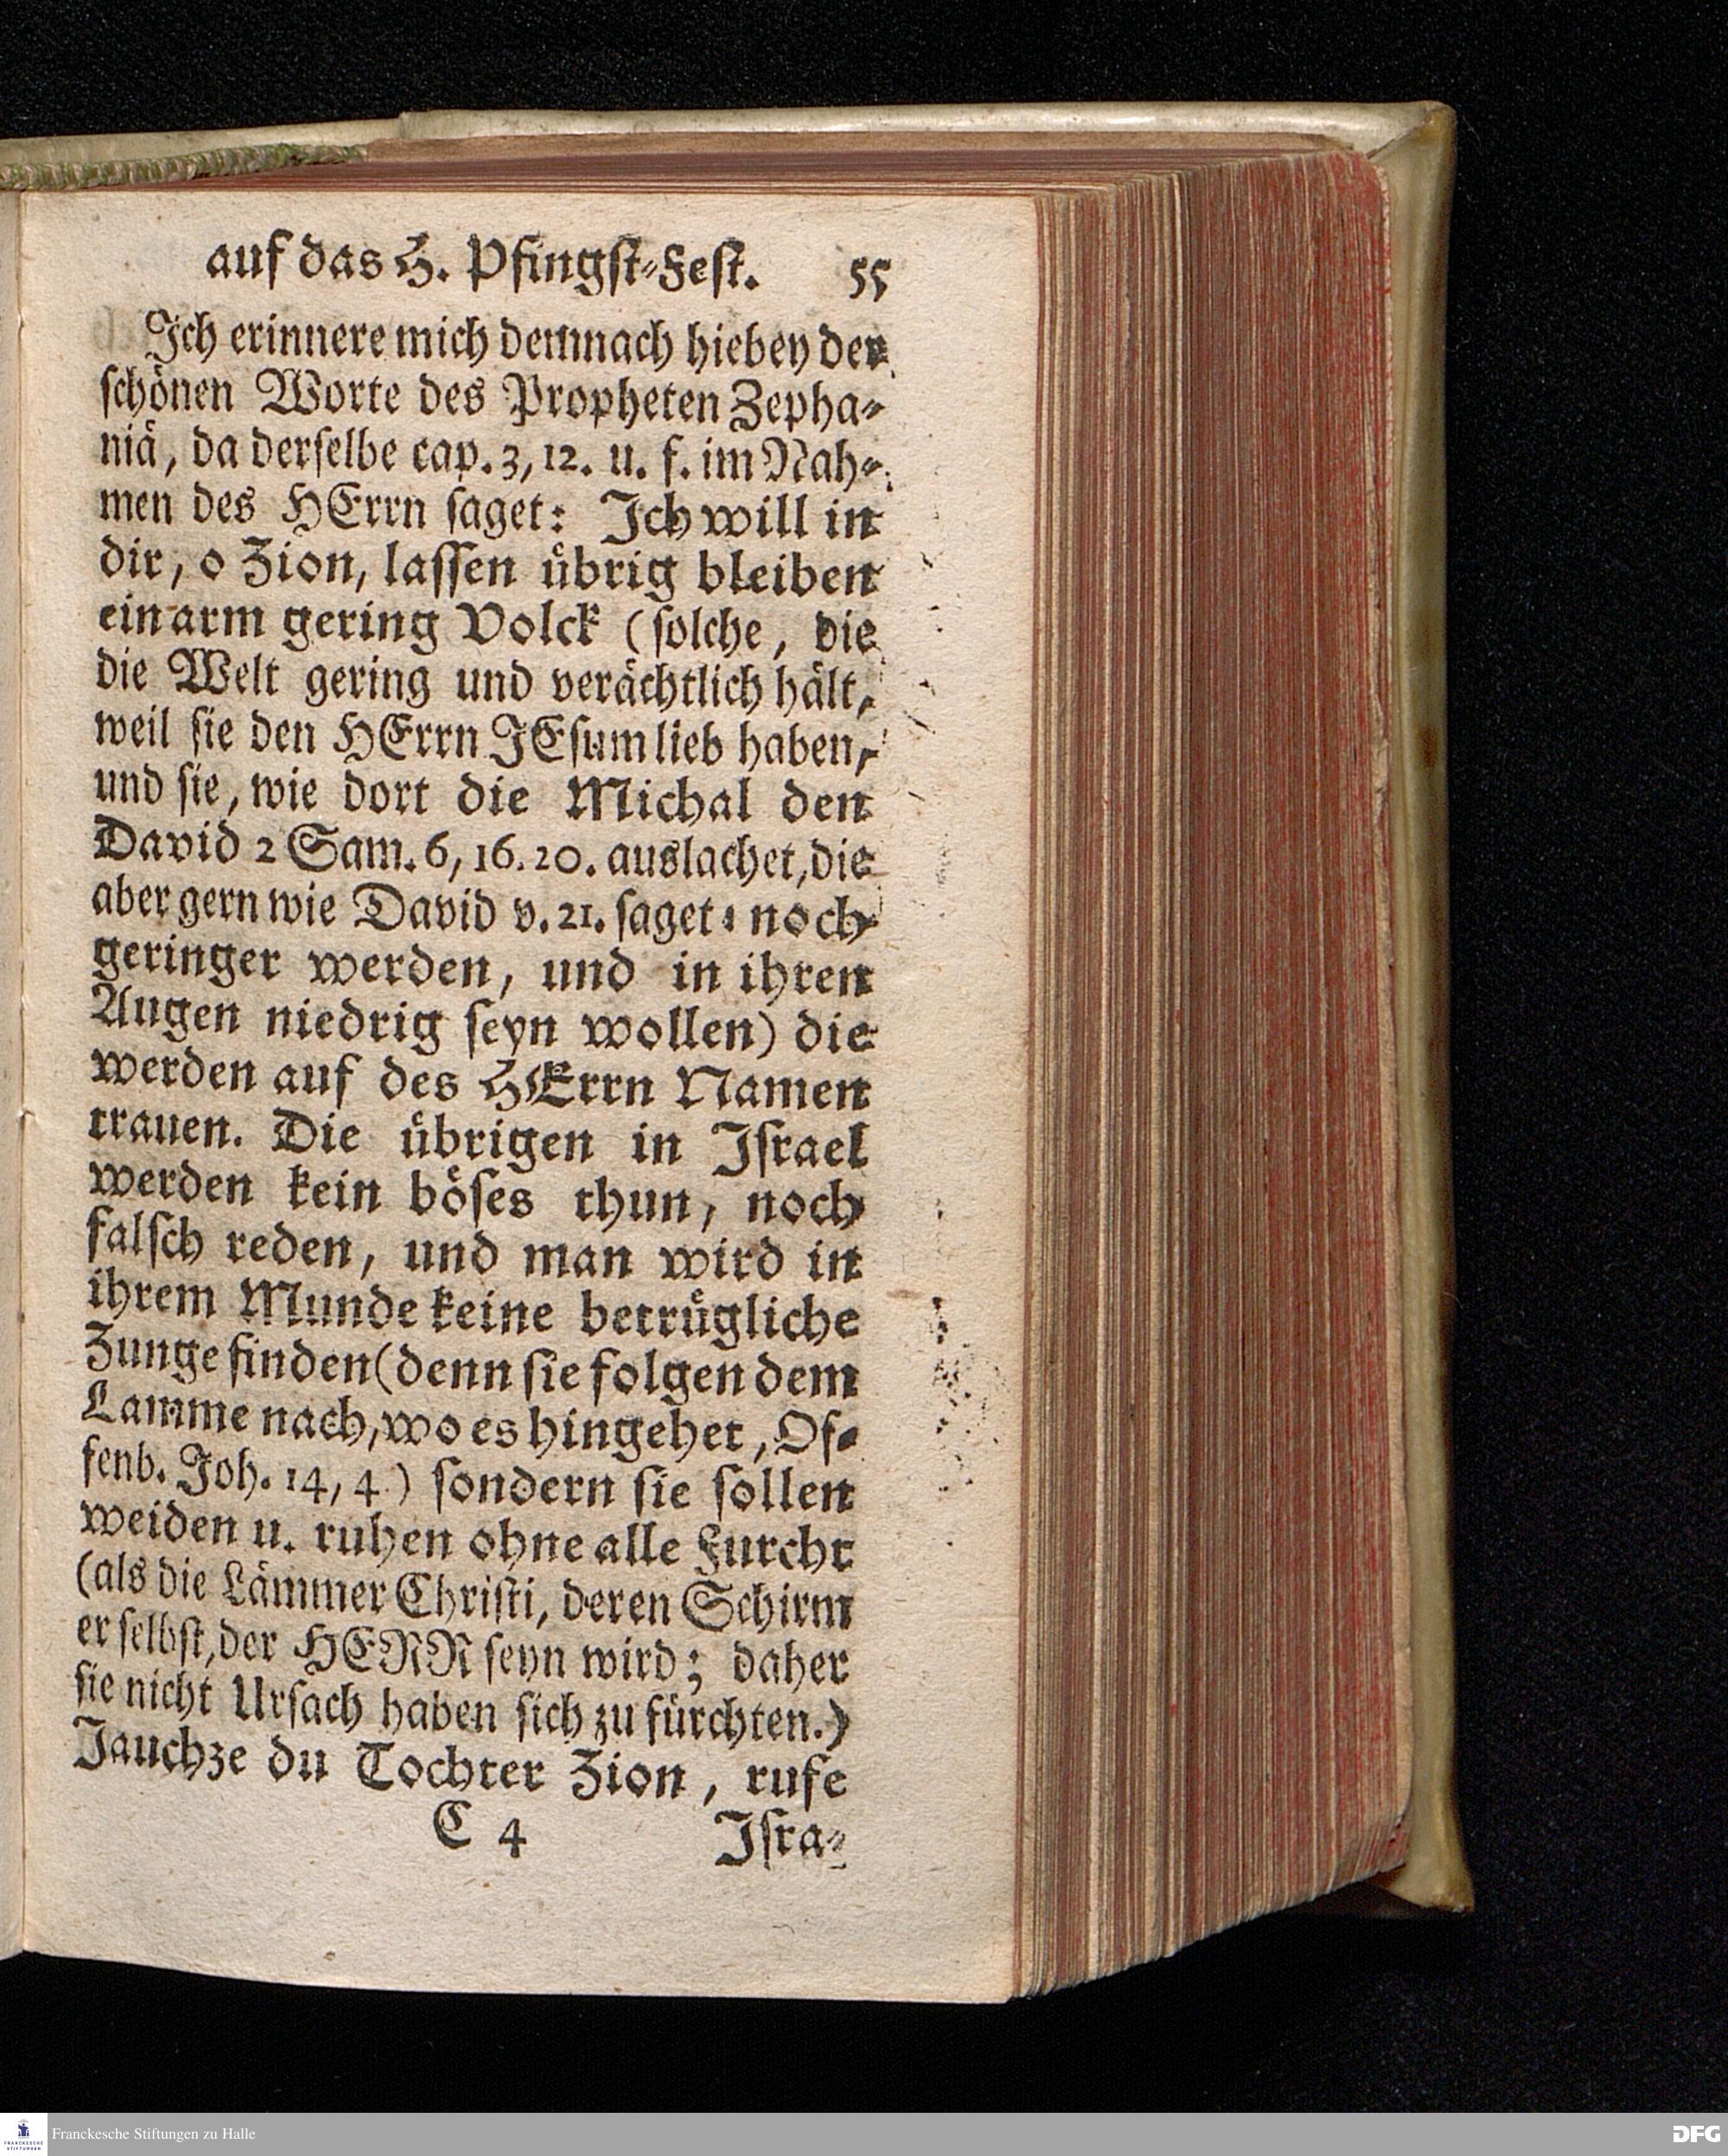 auf das H. Pfingst-Fest. 55
Ich erinnere mich demnach hiebey der
schönen Worte des Propheten Zepha-
niä, da derselbe cap. 3, 12. u. f. im Nah-
men des HErrn saget: Ich will in
dir, o Zion, lassen übrig bleiben
ein arm gering Volck (solche, die
die Welt gering und verächtlich hält,
weil sie den HErrn JEsum lieb haben,
und sie, wie dort die Michal den
David 2 Sam. 6, 16. 20. auslachet, die
aber gern wie David v. 21. saget: noch
geringer werden, und in ihren
Augen niedrig seyn wollen) die
werden auf des HErrn Namen
trauen. Die übrigen in Israel
werden kein böses thun, noch
falsch reden, und man wird in
ihrem Munde keine betrügliche
Zunge finden (denn sie folgen dem
Lamme nach, wo es hingehet, Of-
fenb. Joh. 14, 4.) sondern sie sollen
weiden u. ruhen ohne alle Furcht
(als die Lämmer Christi, deren Schirm
er selbst, der HERR seyn wird; daher
sie nicht Ursach haben sich zu fürchten.)
Jauchze du Tochter Zion, rufe
C 4 Isra-
FRANCKESCHE
STIFTUNGEN
Franckesche Stiftungen zu Halle
DFG